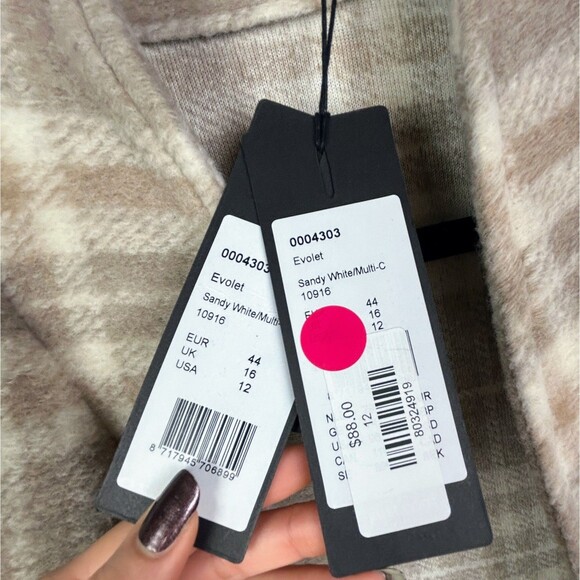 0004303
Evolet
Sandy White/Multi-
10916
EUR 44
UK 16
USA 12
8 717945 706899
0004303
Evolet
Sandy White/Multi-C
10916
44
16
12
$88.00
12
80324919